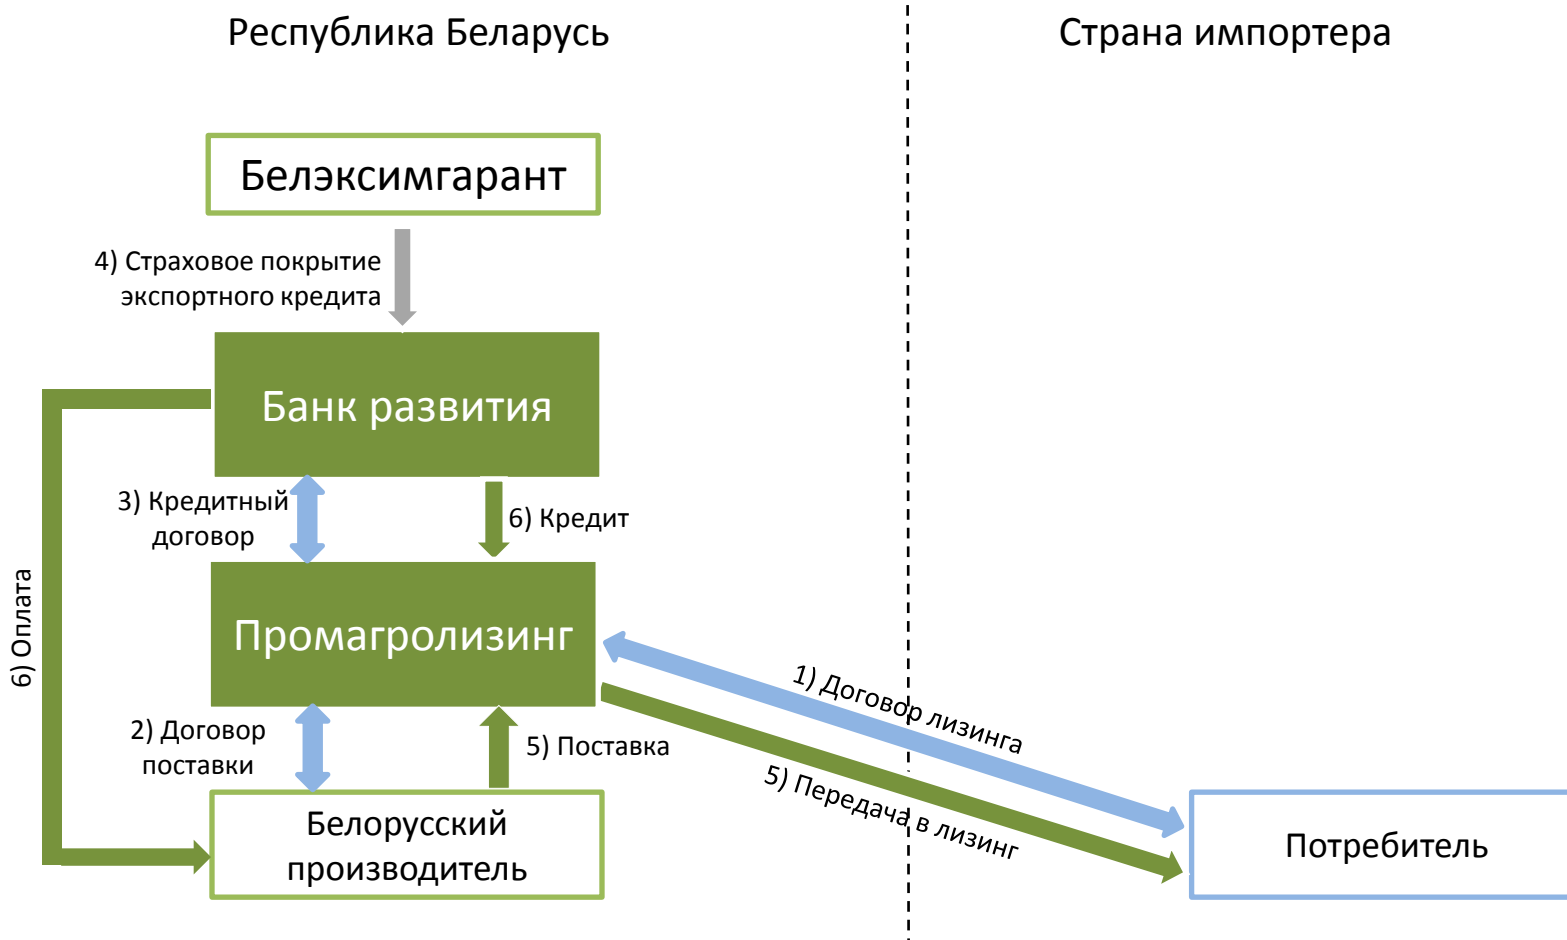 Республика Беларусь
Страна импортера
Белэксимгарант
4) Страховое покрытие
экспортного кредита
Банк развития
3) Кредитный
договор
6) Кредит
6) Оплата
Промагролизинг
1) Договор лизинга
2) Договор
поставки
5) Поставка
5) Передача в лизинг
Белорусский
производитель
Потребитель